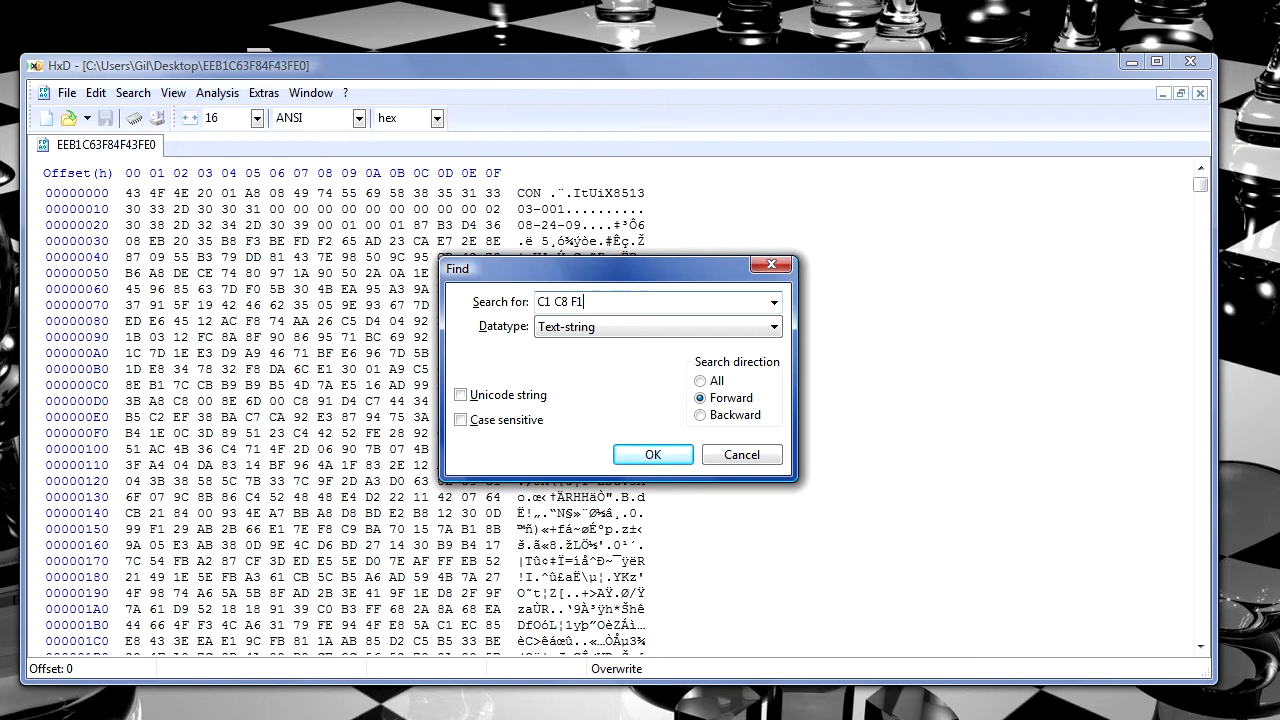 HxD - [C:\Users\Gil\Desktop\EEB1C63F84F43FE0]
File Edit Search View Analysis Extras Window ?
16 ANSI hex
EEB1C63F84F43FE0
Offset(h) 00 01 02 03 04 05 06 07 08 09 0A 0B 0C 0D 0E 0F
00000000 43 4F 4E 20 01 A8 08 49 74 55 69 58 38 35 31 33 CON .¨.ItUiX8513
00000010 30 33 2D 30 30 31 00 00 00 00 00 00 00 00 00 02 03-001..........
00000020 30 38 2D 32 34 2D 30 39 00 01 00 01 87 B3 D4 36 08-24-09....‡³Ô6
00000030 08 EB 20 35 B8 F3 BE FD F2 65 AD 23 CA E7 2E 8E .ë 5¸ó¾ýòe.#Êç.Ž
00000040 87 09 55 B3 79 DD 81 43 7E 98 50 9C 95
00000050 B6 A8 DE CE 74 80 97 1A 90 50 2A 0A 1E
00000060 45 96 85 63 7D F0 5B 30 4B EA 95 A3 9A
00000070 37 91 5F 19 42 46 62 35 05 9E 93 67 7D
00000080 ED E6 45 12 AC F8 74 AA 26 C5 D4 04 92
00000090 1B 03 12 FC 8A 8F 90 86 95 71 BC 69 92
000000A0 1C 7D 1E E3 D9 A9 46 71 BF E6 96 7D 5B
000000B0 1D E8 34 78 32 F8 DA 6C E1 30 01 A9 C5
000000C0 8E B1 7C CB B9 B9 B5 4D 7A E5 16 AD 99
000000D0 3B A8 C8 00 8E 6D 00 C8 91 D4 C7 44 34
000000E0 B5 C2 EF 38 BA C7 CA 92 E3 87 94 75 3A
000000F0 B4 1E 0C 3D 89 51 23 C4 42 52 FE 28 92
00000100 51 AC 4B 36 C4 71 4F 2D 06 90 7B 07 4B
00000110 3F A4 04 DA 83 14 BF 96 4A 1F 83 2E 12
00000120 04 3B 38 58 5C 7B 33 7C 9F 2D A3 D0 63
00000130 6F 07 9C 8B 86 C4 52 48 48 E4 D2 22 11 42 07 64 o.œ‹†ÄRHHäÒ".B.d
00000140 CB 21 84 00 93 4E A7 BB A8 D8 BD E2 B8 12 30 0D Ë!„.“N§»¨Ø½â¸.0.
00000150 99 F1 29 AB 2B 66 E1 7E F8 C9 BA 70 15 7A B1 8B ™ñ)«+fá~øÉºp.z±‹
00000160 9A 05 E3 AB 38 0D 9E 4C D6 BD 27 14 30 B9 B4 17 š.ã«8.žLÖ½'.0¹´.
00000170 7C 54 FB A2 87 CF 3D ED E5 5E D0 7E AF FF EB 52 |Tû¢‡Ï=íå^Ð~¯ÿëR
00000180 21 49 1E 5E FB A3 61 CB 5C B5 A6 AD 59 4B 7A 27 !I.^û£aË\µ¦.YKz'
00000190 4F 98 74 A6 5A 5B 8F AD 2B 3E 41 9F 1E D8 2F 9F O˜t¦Z[..+>AŸ.Ø/Ÿ
000001A0 7A 61 D9 52 18 18 91 39 C0 B3 FF 68 2A 8A 68 EA zaÙR..‘9À³ÿh*Šhê
000001B0 44 66 4F F3 4C A6 31 79 FE 94 4F E8 5A C1 EC 85 DfOóL¦1yþ”OèZÁì…
000001C0 E8 43 3E EA E1 9C FB 81 1A AB 85 D2 C5 B5 33 BE èC>êáœû..«…ÒÅµ3¾
Find
Search for: C1 C8 F1
Datatype: Text-string
Search direction
All
Unicode string Forward
Case sensitive Backward
OK Cancel
Offset: 0 Overwrite